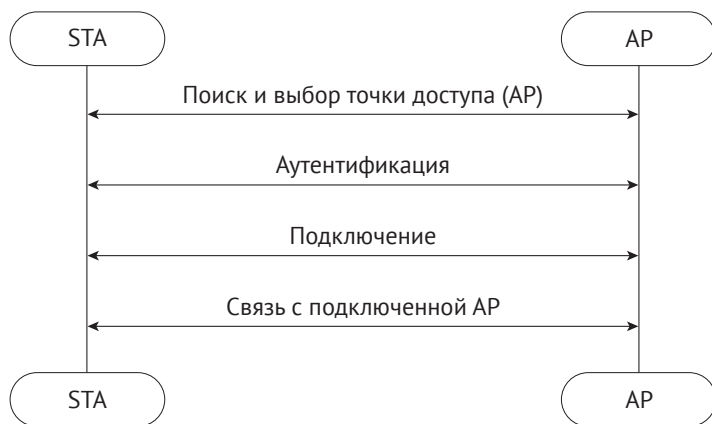 STA
AP
Поиск и выбор точки доступа (AP)
Аутентификация
Подключение
Связь с подключенной AP
STA
AP